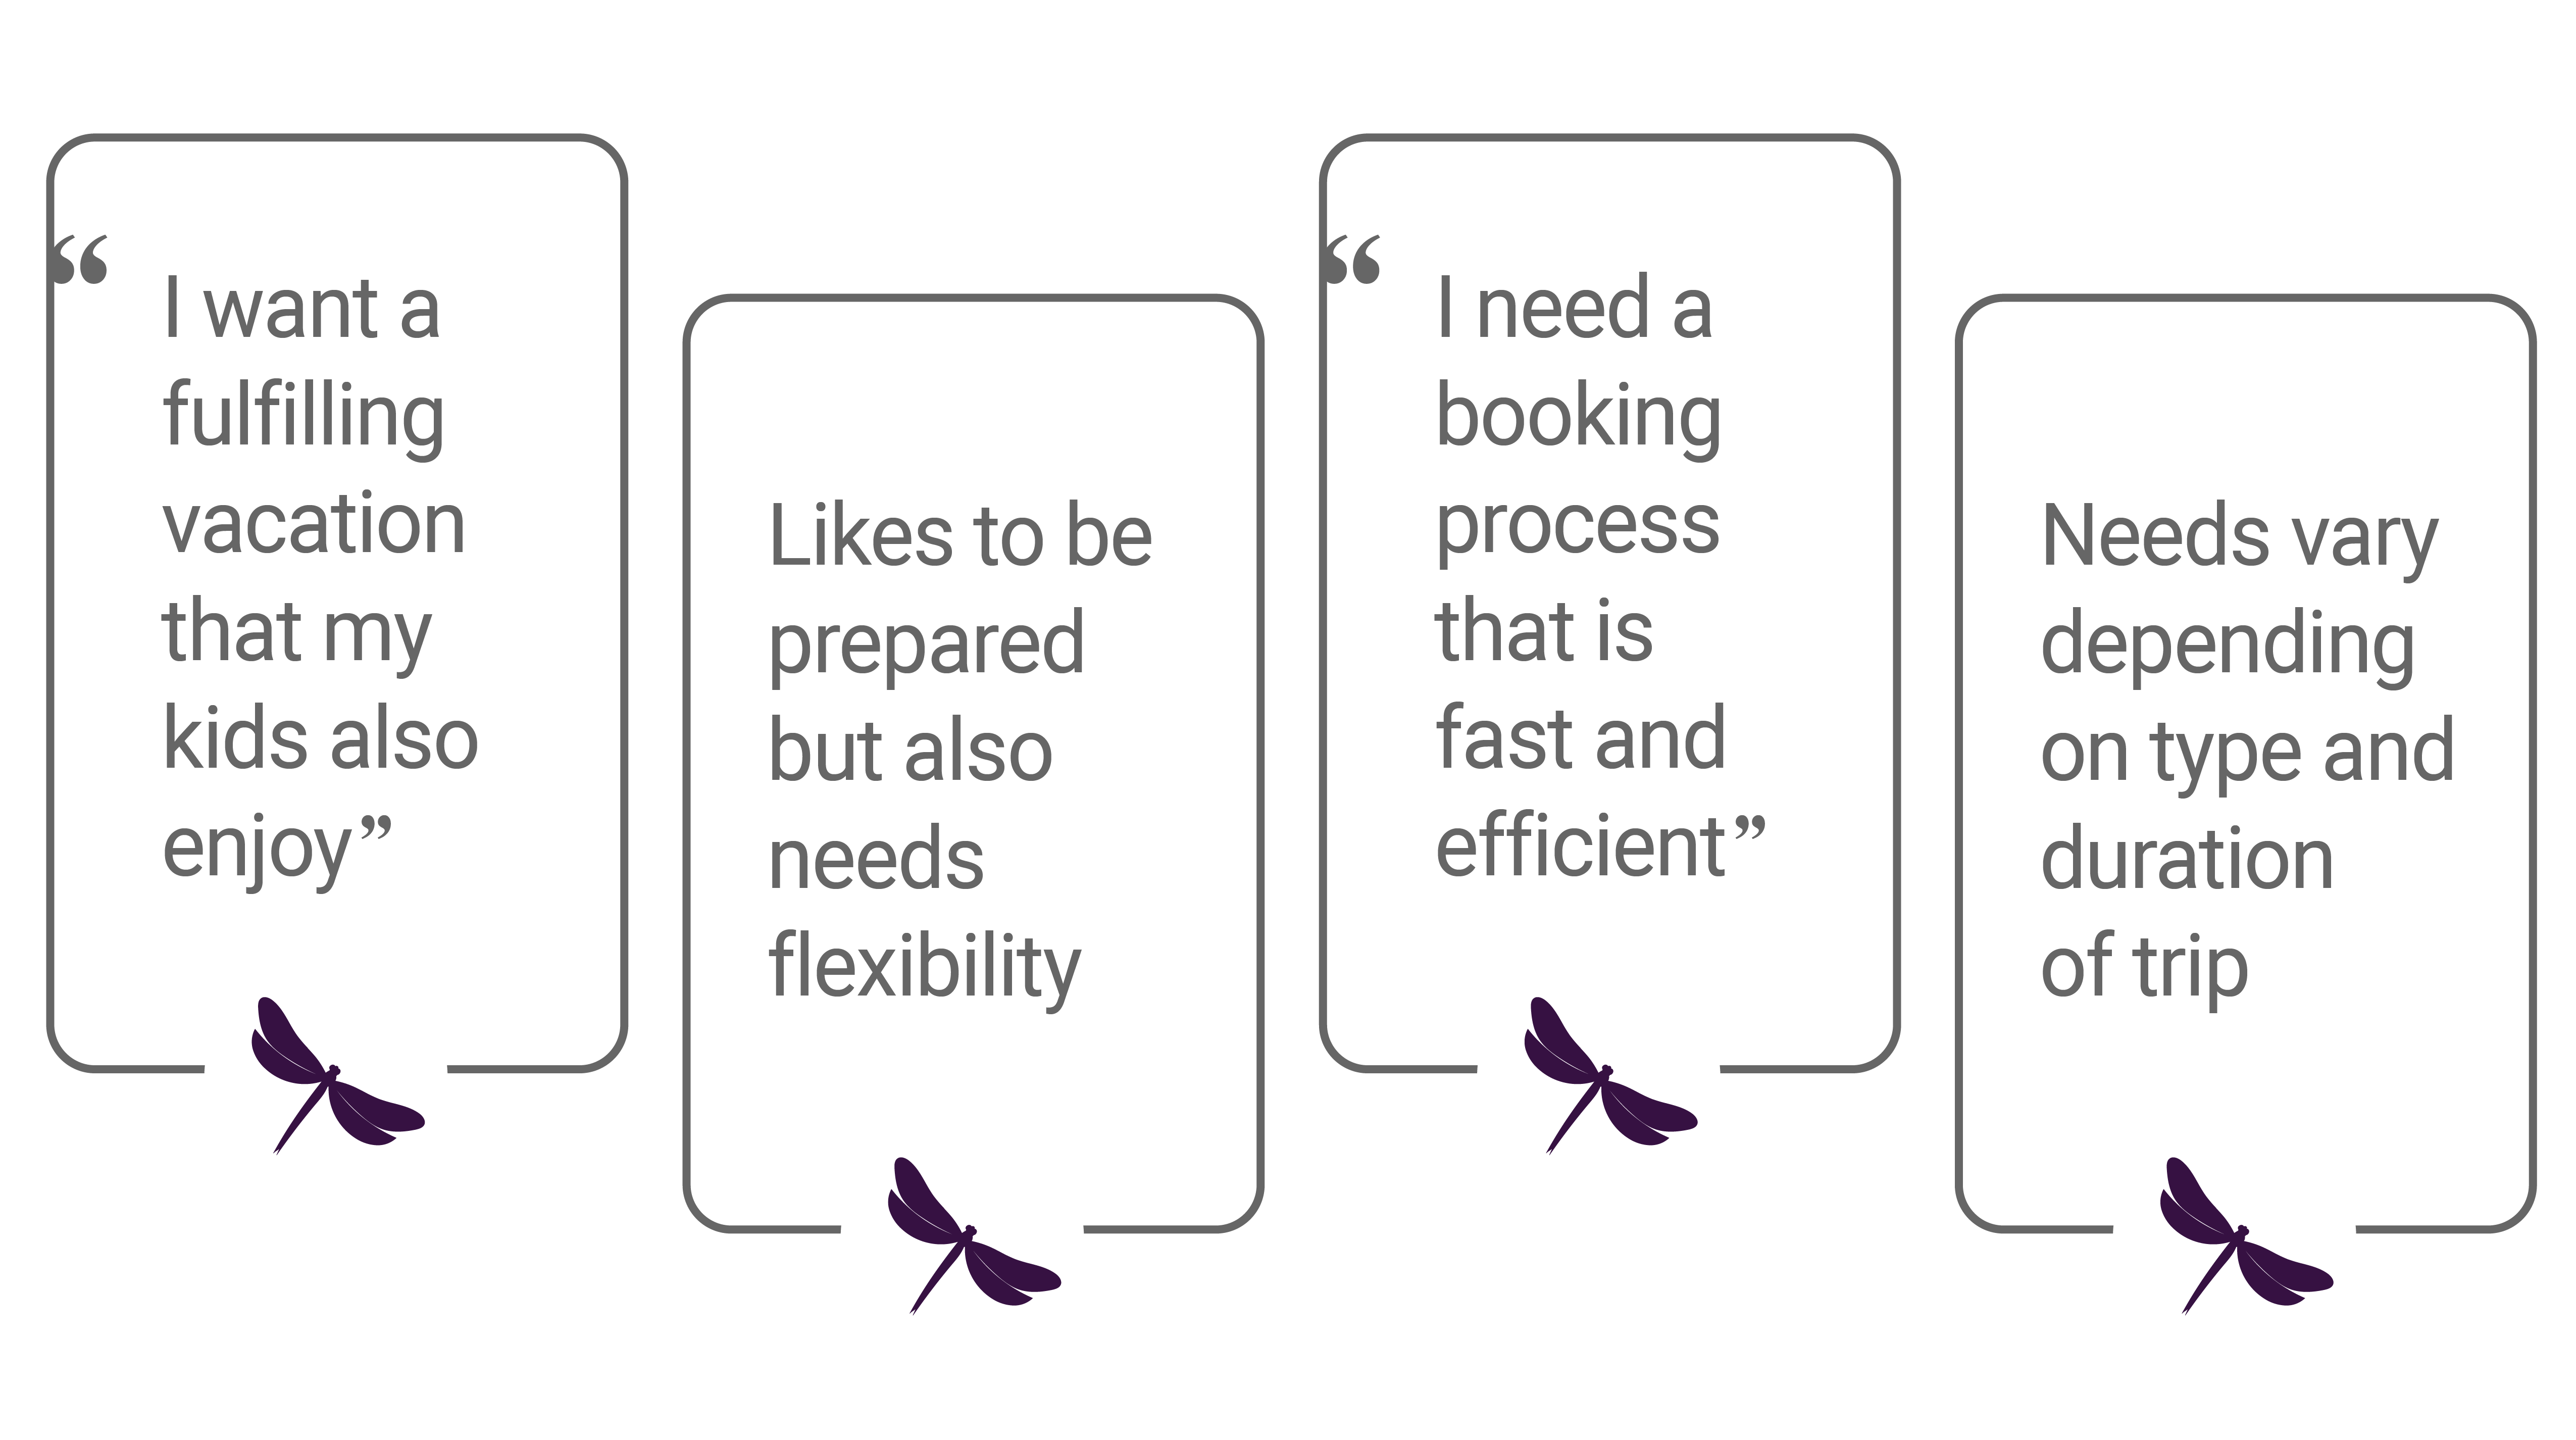 “I want a
fulfilling
vacation
that my
kids also
enjoy”
Likes to be
prepared
but also
needs
flexibility
“I need a
booking
process
that is
fast and
efficient”
Needs vary
depending
on type and
duration
of trip